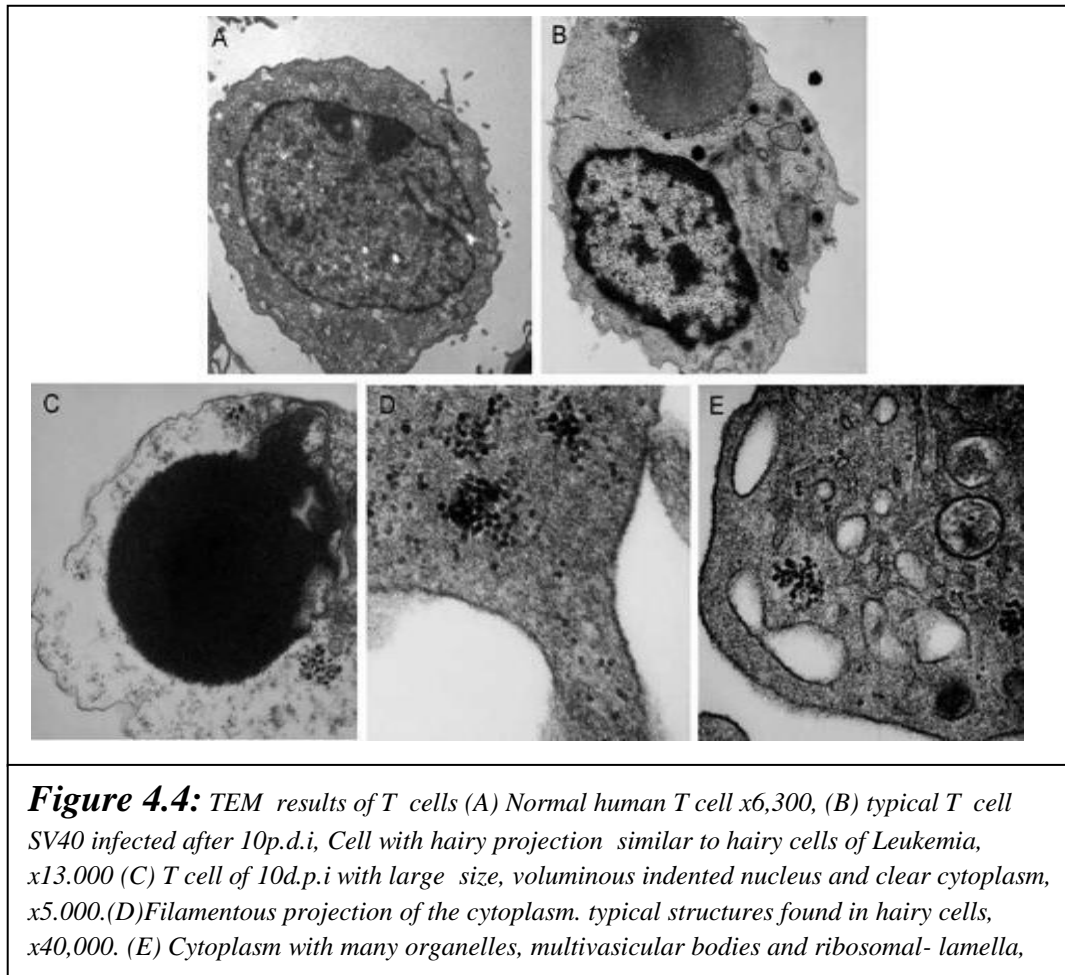 A
B
C
D
E
Figure 4.4: TEM results of T cells (A) Normal human T cell x6,300, (B) typical T cell
SV40 infected after 10p.d.i, Cell with hairy projection similar to hairy cells of Leukemia,
x13.000 (C) T cell of 10d.p.i with large size, voluminous indented nucleus and clear cytoplasm,
x5.000.(D)Filamentous projection of the cytoplasm. typical structures found in hairy cells,
x40,000. (E) Cytoplasm with many organelles, multivasicular bodies and ribosomal- lamella,